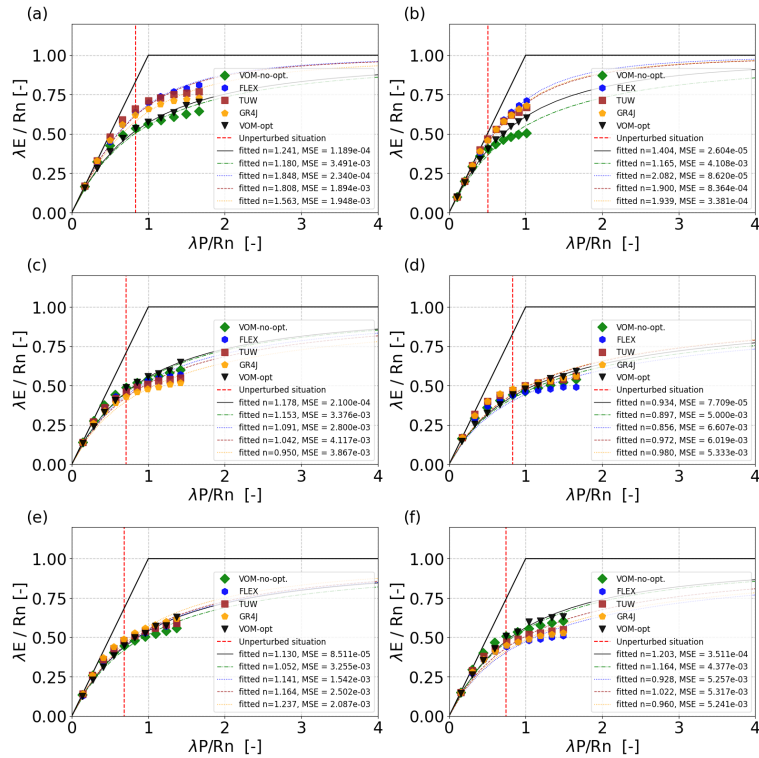 (a)
λE / Rn [-]
1.00
0.75
0.50
0.25
0.00
VOM-no-opt.
FLEX
TUW
GR4J
VOM-opt
Unperturbed situation
fitted n=1.241, MSE = 1.189e-04
fitted n=1.180, MSE = 3.491e-03
fitted n=1.848, MSE = 2.340e-04
fitted n=1.808, MSE = 1.894e-03
fitted n=1.563, MSE = 1.948e-03
0 1 2 3 4
λP/Rn [-]
(b)
λE / Rn [-]
1.00
0.75
0.50
0.25
0.00
VOM-no-opt.
FLEX
TUW
GR4J
VOM-opt
Unperturbed situation
fitted n=1.404, MSE = 2.604e-05
fitted n=1.165, MSE = 4.108e-03
fitted n=2.082, MSE = 8.620e-05
fitted n=1.900, MSE = 8.364e-04
fitted n=1.939, MSE = 3.381e-04
0 1 2 3 4
λP/Rn [-]
(c)
λE / Rn [-]
1.00
0.75
0.50
0.25
0.00
VOM-no-opt.
FLEX
TUW
GR4J
VOM-opt
Unperturbed situation
fitted n=1.178, MSE = 2.100e-04
fitted n=1.153, MSE = 3.376e-03
fitted n=1.091, MSE = 2.800e-03
fitted n=1.042, MSE = 4.117e-03
fitted n=0.950, MSE = 3.867e-03
0 1 2 3 4
λP/Rn [-]
(d)
λE / Rn [-]
1.00
0.75
0.50
0.25
0.00
VOM-no-opt.
FLEX
TUW
GR4J
VOM-opt
Unperturbed situation
fitted n=0.934, MSE = 7.709e-05
fitted n=0.897, MSE = 5.000e-03
fitted n=0.856, MSE = 6.607e-03
fitted n=0.972, MSE = 6.019e-03
fitted n=0.980, MSE = 5.333e-03
0 1 2 3 4
λP/Rn [-]
(e)
λE / Rn [-]
1.00
0.75
0.50
0.25
0.00
VOM-no-opt.
FLEX
TUW
GR4J
VOM-opt
Unperturbed situation
fitted n=1.130, MSE = 8.511e-05
fitted n=1.052, MSE = 3.255e-03
fitted n=1.141, MSE = 1.542e-03
fitted n=1.164, MSE = 2.502e-03
fitted n=1.237, MSE = 2.087e-03
0 1 2 3 4
λP/Rn [-]
(f)
λE / Rn [-]
1.00
0.75
0.50
0.25
0.00
VOM-no-opt.
FLEX
TUW
GR4J
VOM-opt
Unperturbed situation
fitted n=1.203, MSE = 3.511e-04
fitted n=1.164, MSE = 4.377e-03
fitted n=0.928, MSE = 5.257e-03
fitted n=1.022, MSE = 5.317e-03
fitted n=0.960, MSE = 5.241e-03
0 1 2 3 4
λP/Rn [-]